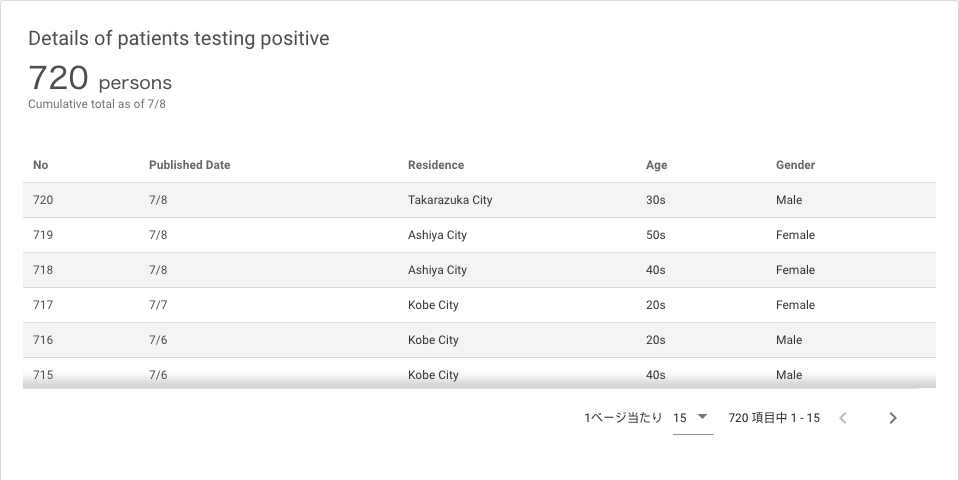 Details of patients testing positive
720 persons
Cumulative total as of 7/8
No Published Date Residence Age Gender
720 7/8 Takarazuka City 30s Male
719 7/8 Ashiya City 50s Female
718 7/8 Ashiya City 40s Female
717 7/7 Kobe City 20s Female
716 7/6 Kobe City 20s Male
715 7/6 Kobe City 40s Male
1ページ当たり 15 720 項目中 1 - 15